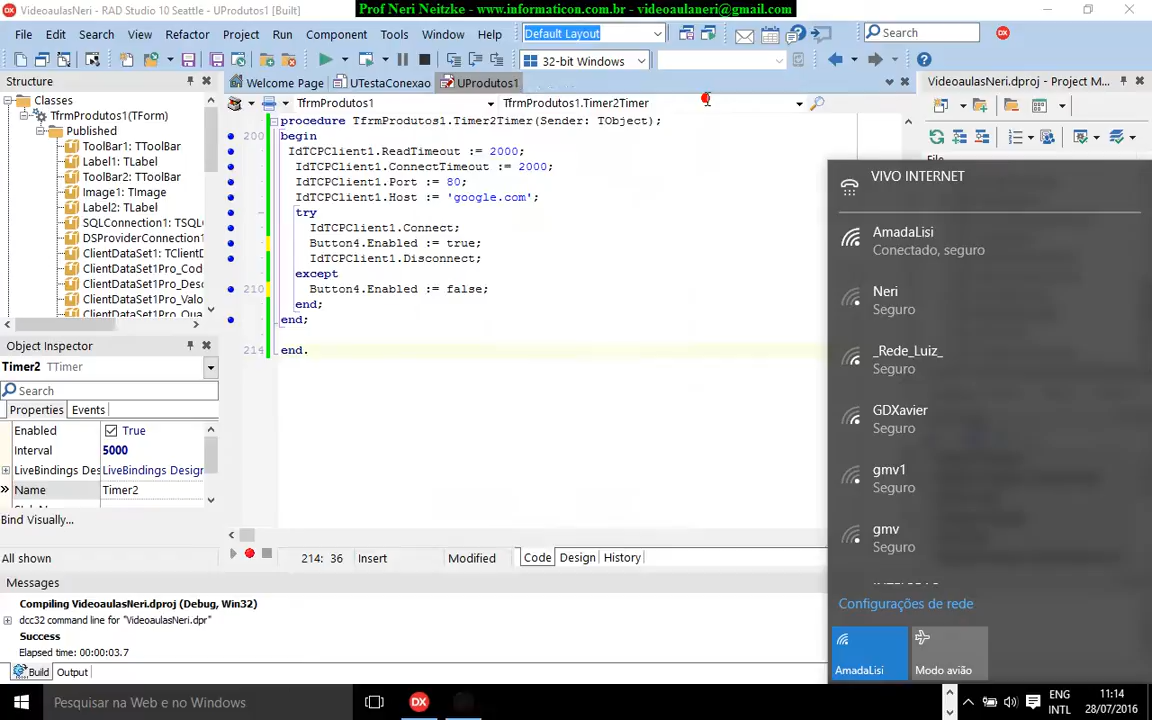 VideoaulasNeri - RAD Studio 10 Seattle - UProdutos1 [Built]
Prof Neri Neitzke - www.informaticon.com.br - videoaulaneri@gmail.com
File Edit Search View Refactor Project Run Component Tools Window Help
Default Layout
Search
32-bit Windows
Structure
Welcome Page UTestaConexao UProdutos1
VideoaulasNeri.dproj - Project M...
TfrmProdutos1 TfrmProdutos1.Timer2Timer
Classes
TfrmProdutos1(TForm)
Published
ToolBar1: TToolBar
Label1: TLabel
ToolBar2: TToolBar
Image1: TImage
Label2: TLabel
SQLConnection1: TSQL
DSProviderConnection1
ClientDataSet1: TClientD
ClientDataSet1Pro_Cod
ClientDataSet1Pro_Desc
ClientDataSet1Pro_Valo
procedure TfrmProdutos1.Timer2Timer(Sender: TObject);
200 begin
IdTCPClient1.ReadTimeout := 2000;
IdTCPClient1.ConnectTimeout := 2000;
IdTCPClient1.Port := 80;
IdTCPClient1.Host := 'google.com';
try
IdTCPClient1.Connect;
Button4.Enabled := true;
IdTCPClient1.Disconnect;
except
210 Button4.Enabled := false;
end;
end;
214 end.
Object Inspector
Timer2 TTimer
Search
Properties Events
Enabled True
Interval 5000
LiveBindings Des LiveBindings Design
Name Timer2
Bind Visually...
All shown
214: 36 Insert Modified Code Design History
Messages
Compiling VideoaulasNeri.dproj (Debug, Win32)
dcc32 command line for "VideoaulasNeri.dpr"
Success
Elapsed time: 00:00:03.7
Build Output
VIVO INTERNET
AmadaLisi
Conectado, seguro
Neri
Seguro
_Rede_Luiz_
Seguro
GDXavier
Seguro
gmv1
Seguro
gmv
Seguro
Configurações de rede
AmadaLisi Modo avião
Pesquisar na Web e no Windows
DX
ENG
INTL
11:14
28/07/2016